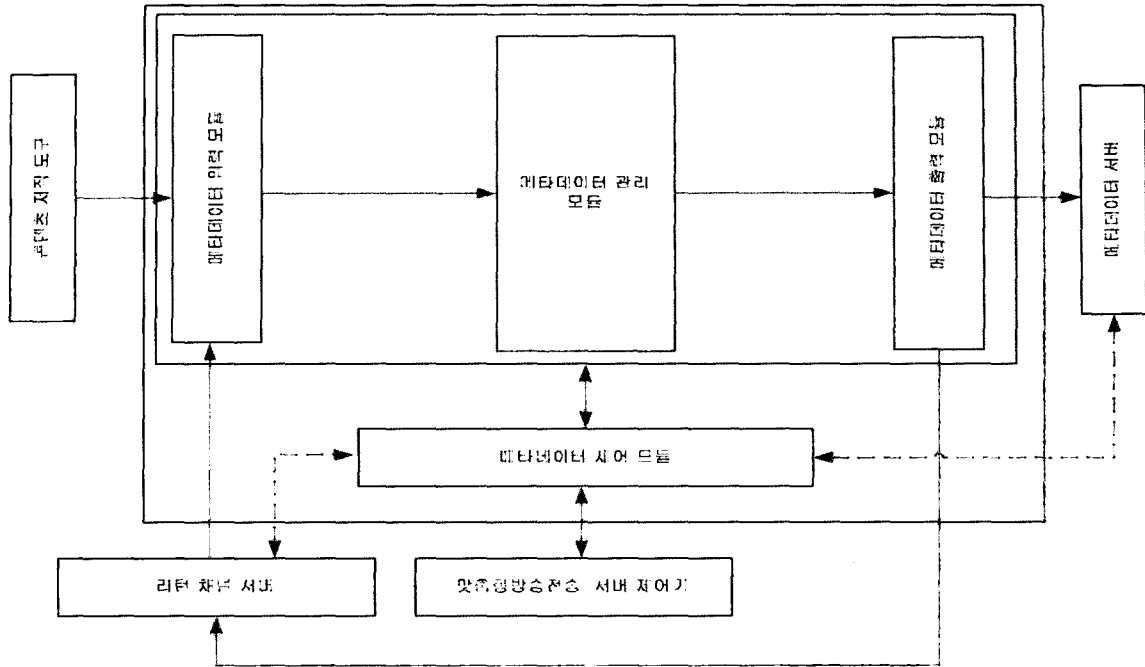 콘텐츠 저작 도구
메타데이터 입력 모듈
메타데이터 관리
모듈
메타데이터 출력 모듈
메타데이터 서버
메타데이터 제어 모듈
리턴 채널 서버
맞춤형방송전송 서버 제어기